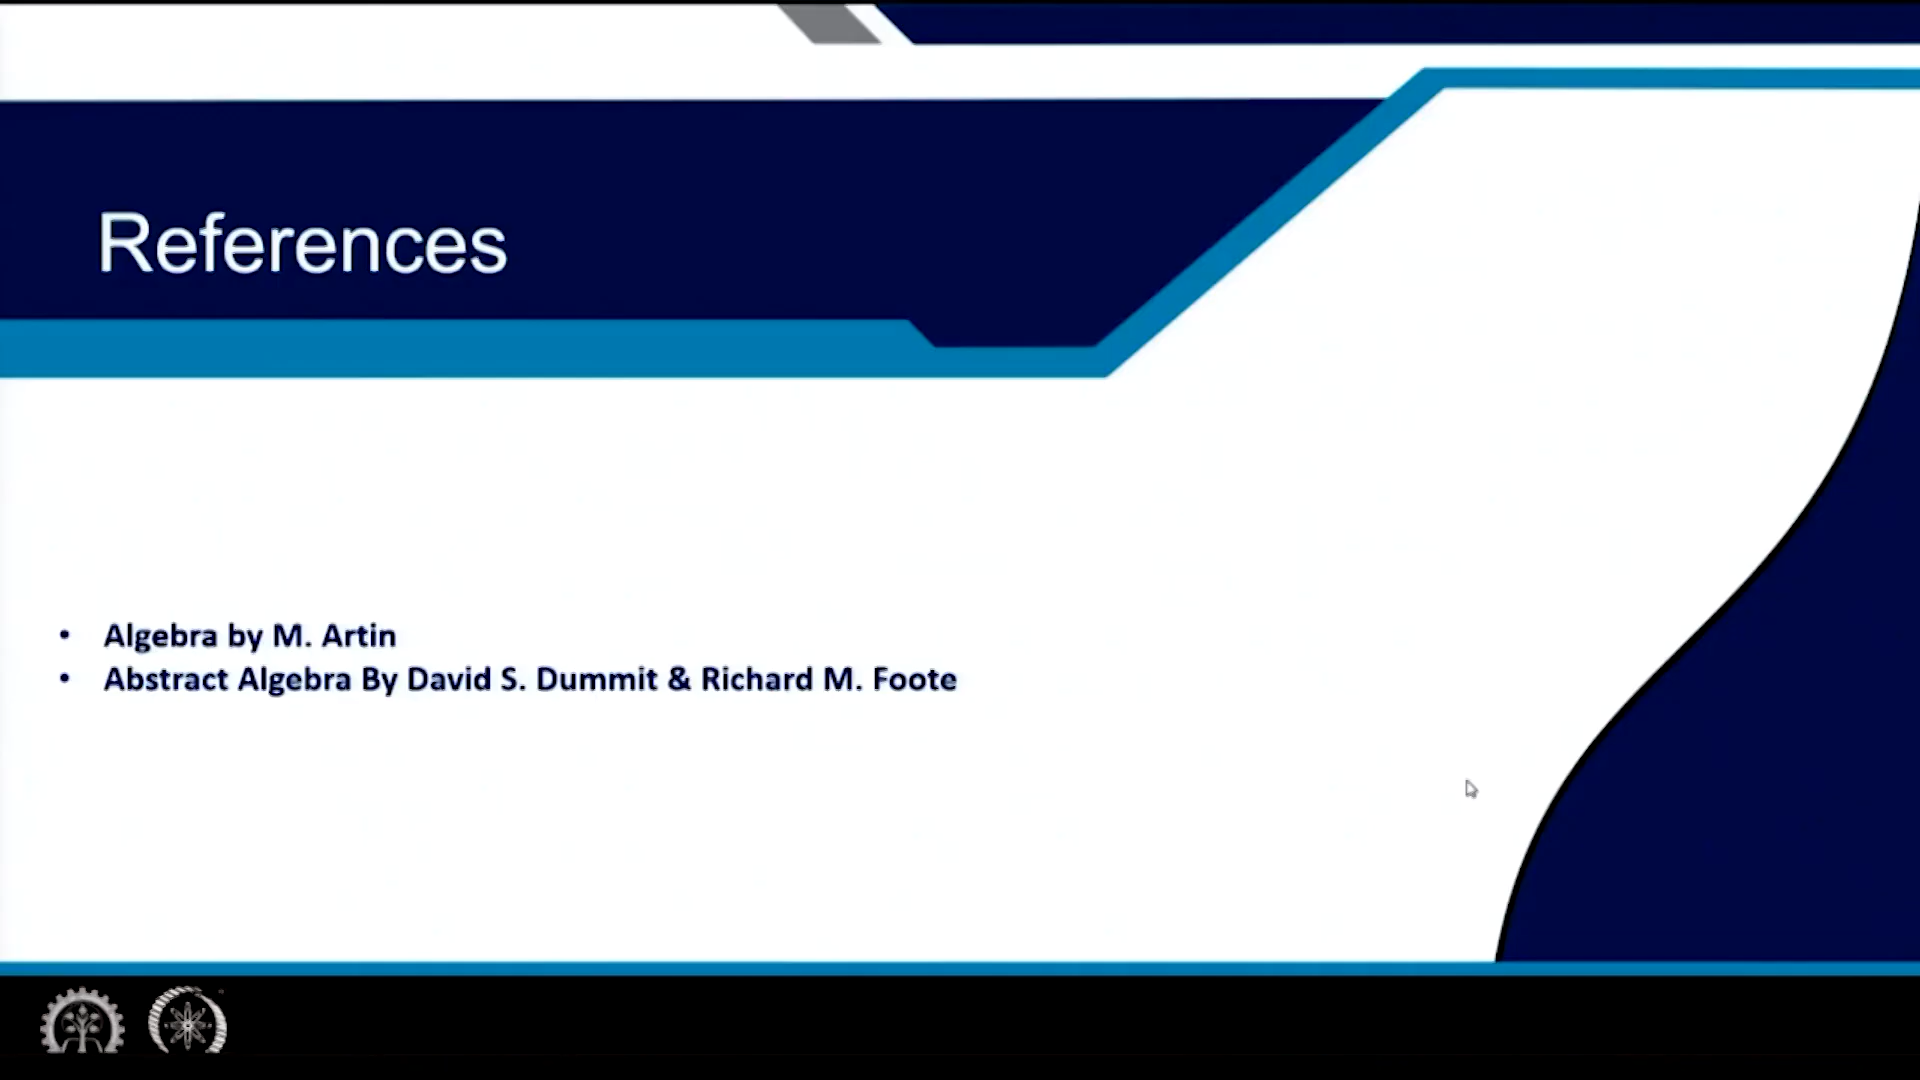 References
• Algebra by M. Artin
• Abstract Algebra By David S. Dummit & Richard M. Foote